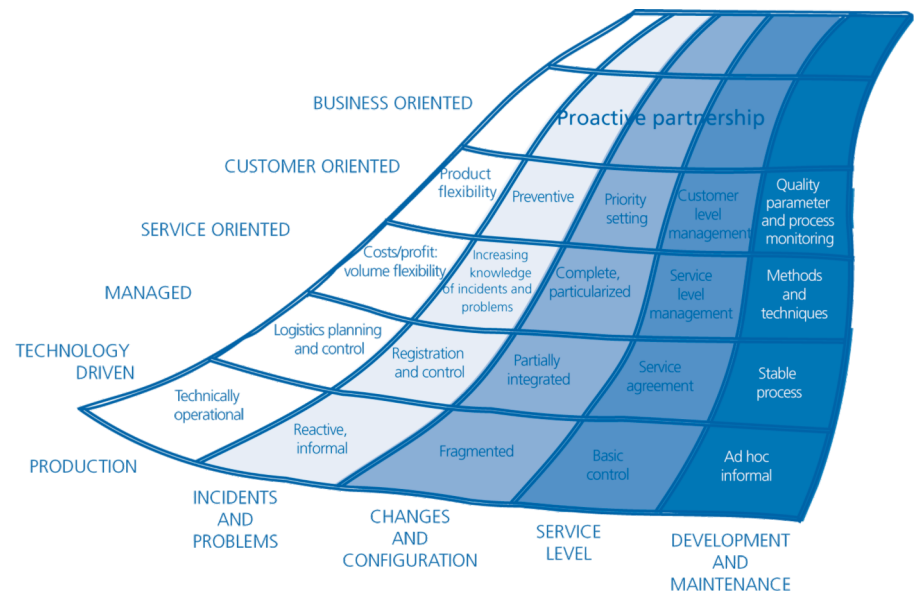 BUSINESS ORIENTED
Proactive partnership
CUSTOMER ORIENTED
Product
flexibility
Preventive
Priority
setting
Customer
level
management
Quality
parameter
and process
monitoring
SERVICE ORIENTED
Costs/profit:
volume flexibility
Increasing
knowledge
of incidents and
problems
Complete,
particularized
Service
level
management
Methods
and
techniques
MANAGED
Logistics planning
and control
Registration
and control
Partially
integrated
Service
agreement
Stable
process
TECHNOLOGY
DRIVEN
Technically
operational
Reactive,
informal
Fragmented
Basic
control
Ad hoc
informal
PRODUCTION
INCIDENTS
AND
PROBLEMS
CHANGES
AND
CONFIGURATION
SERVICE
LEVEL
DEVELOPMENT
AND
MAINTENANCE